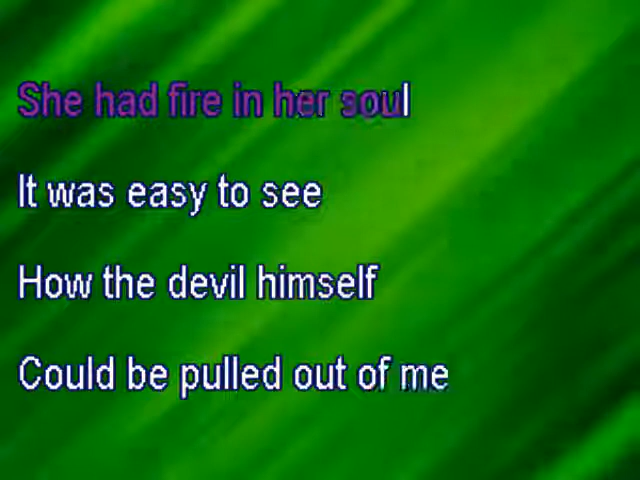 She had fire in her soul
It was easy to see
How the devil himself
Could be pulled out of me